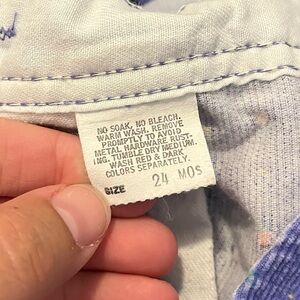 NO SOAK, NO BLEACH.
WARM WASH. REMOVE
PROMPTLY TO AVOID
METAL HARDWARE RUST-
ING. TUMBLE DRY MEDIUM.
WASH RED & DARK
COLORS SEPARATELY.
SIZE 24 MOS